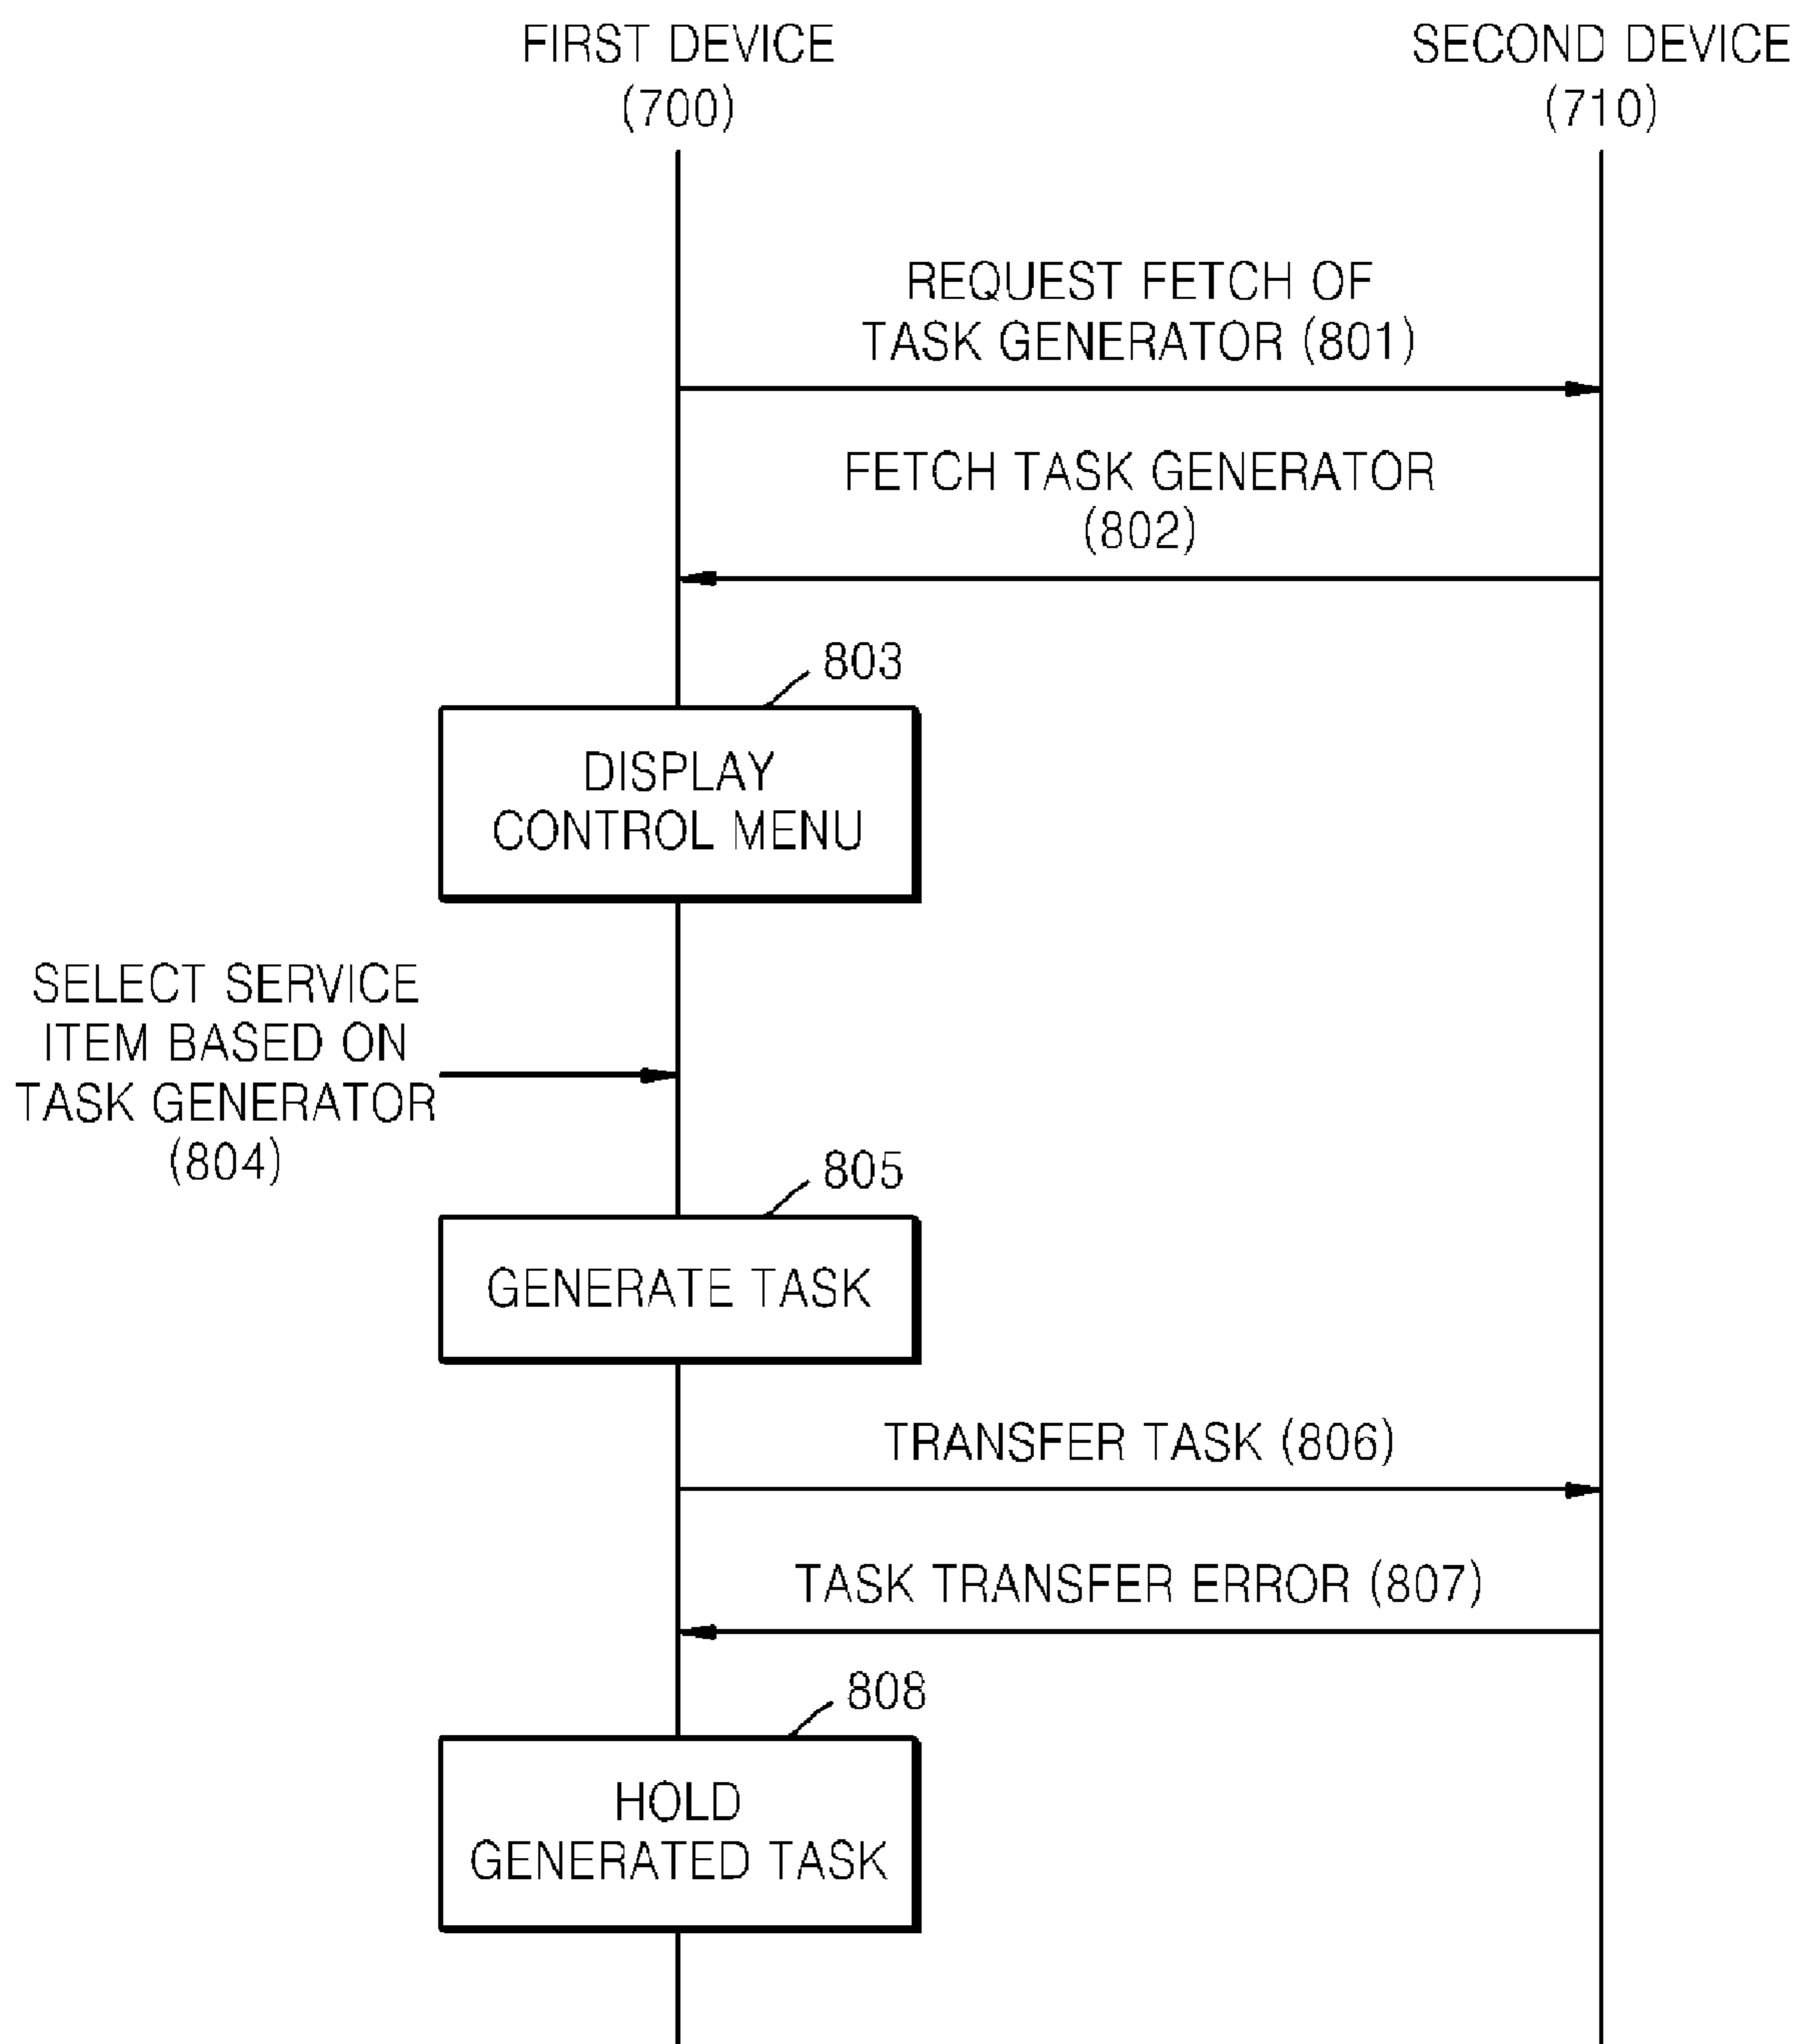 FIRST DEVICE
(700)
SECOND DEVICE
(710)
REQUEST FETCH OF
TASK GENERATOR (801)
FETCH TASK GENERATOR
(802)
803
DISPLAY
CONTROL MENU
SELECT SERVICE
ITEM BASED ON
TASK GENERATOR
(804)
805
GENERATE TASK
TRANSFER TASK (806)
TASK TRANSFER ERROR (807)
808
HOLD
GENERATED TASK